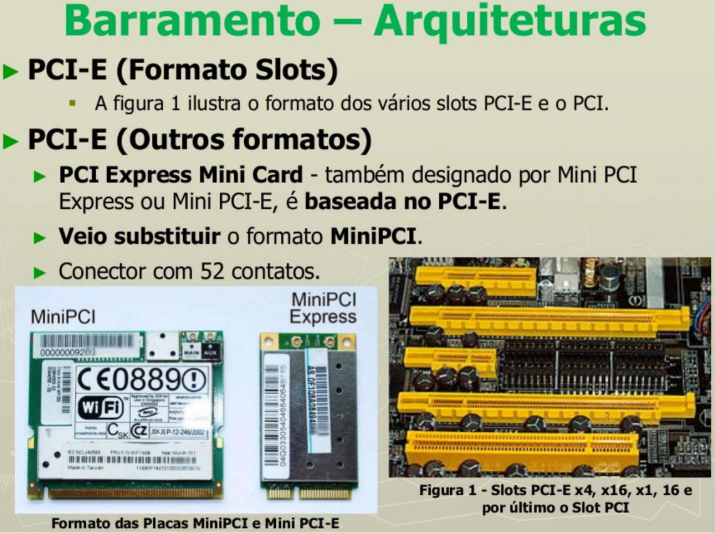 Barramento – Arquiteturas
PCI-E (Formato Slots)
A figura 1 ilustra o formato dos vários slots PCI-E e o PCI.
PCI-E (Outros formatos)
PCI Express Mini Card - também designado por Mini PCI
Express ou Mini PCI-E, é baseada no PCI-E.
Veio substituir o formato MiniPCI.
Conector com 52 contatos.
MiniPCI
MiniPCI
Express
MAIN AUX
CE0889
Wi Fi
Made in Taiwan
Formato das Placas MiniPCI e Mini PCI-E
Figura 1 - Slots PCI-E x4, x16, x1, 16 e
por último o Slot PCI